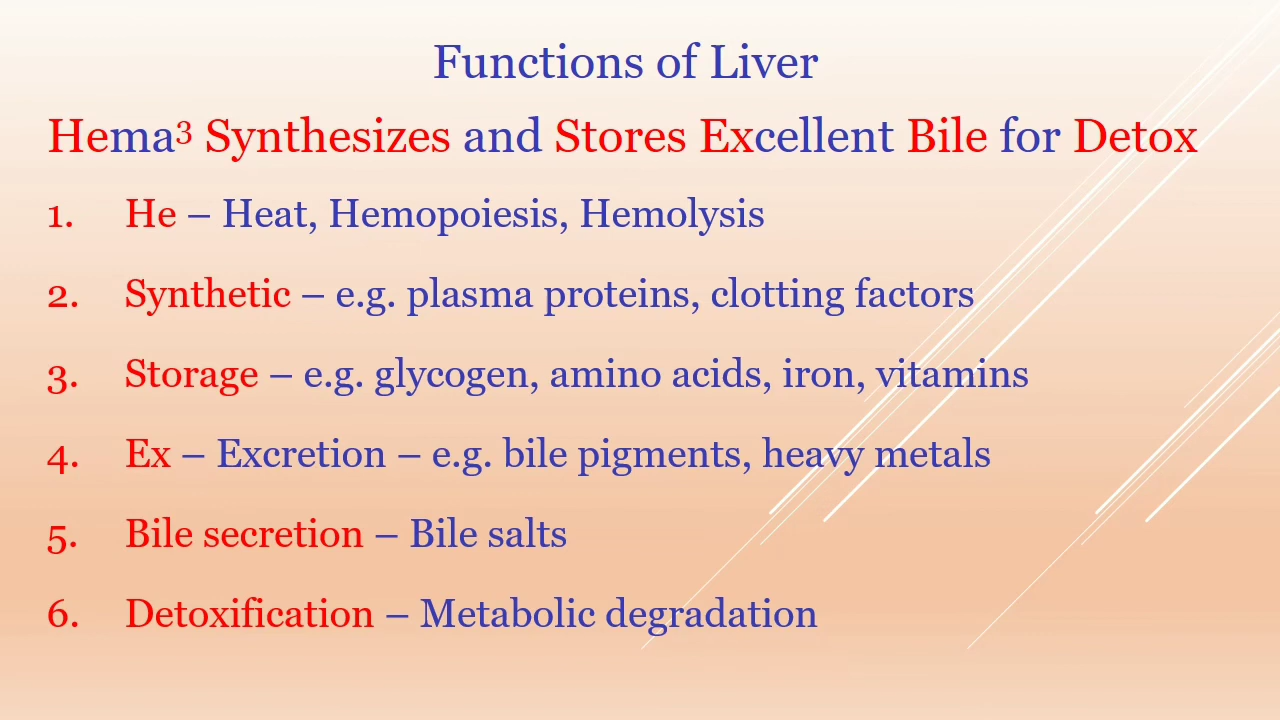 Functions of Liver
Hema³ Synthesizes and Stores Excellent Bile for Detox
1. He – Heat, Hemopoiesis, Hemolysis
2. Synthetic – e.g. plasma proteins, clotting factors
3. Storage – e.g. glycogen, amino acids, iron, vitamins
4. Ex – Excretion – e.g. bile pigments, heavy metals
5. Bile secretion – Bile salts
6. Detoxification – Metabolic degradation